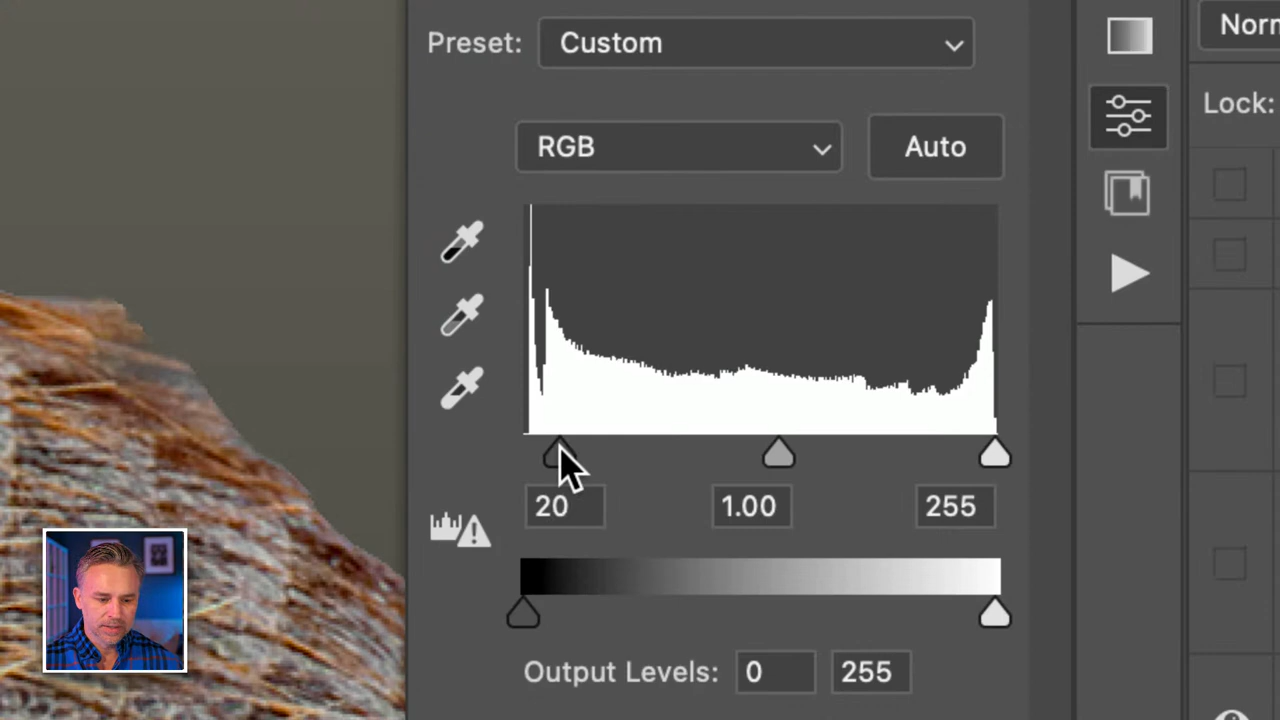 Preset: Custom
Norm
RGB Auto
Lock:
20 1.00 255
Output Levels: 0 255